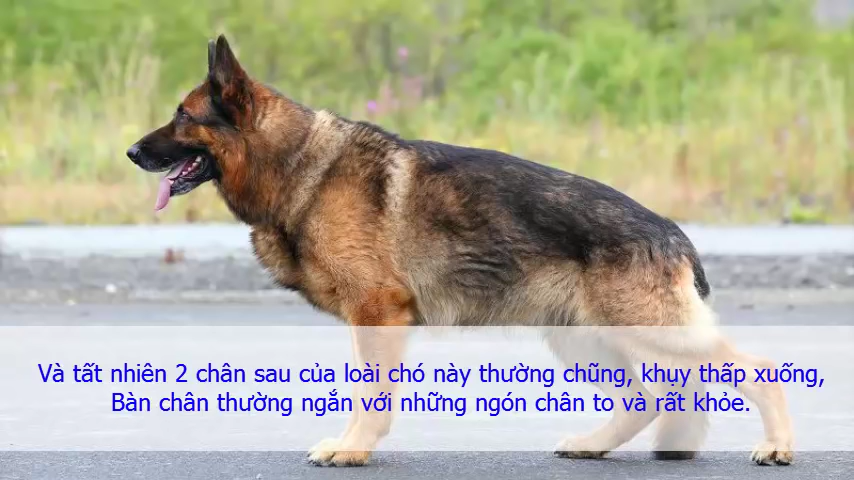 Và tất nhiên 2 chân sau của loài chó này thường chũng, khụy thấp xuống,
Bàn chân thường ngắn với những ngón chân to và rất khỏe.